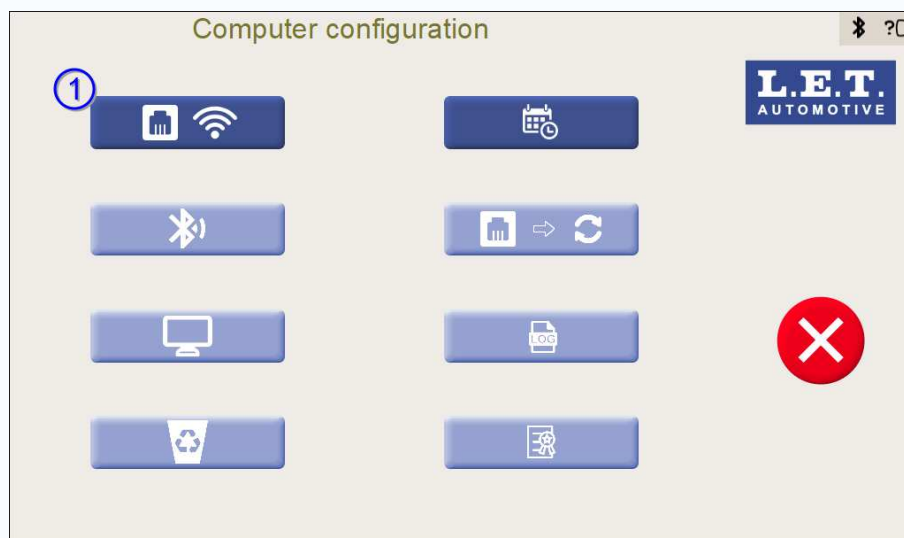 Computer configuration
?
1
L.E.T.
AUTOMOTIVE
LOG